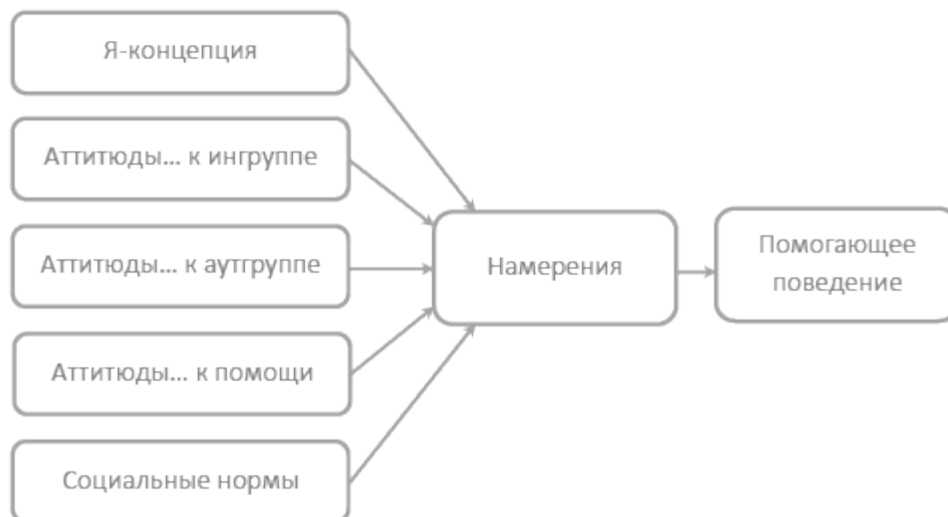 Я-концепция
Аттитюды... к ингруппе
Аттитюды... к аутгруппе
Аттитюды... к помощи
Социальные нормы
Намерения
Помогающее
поведение